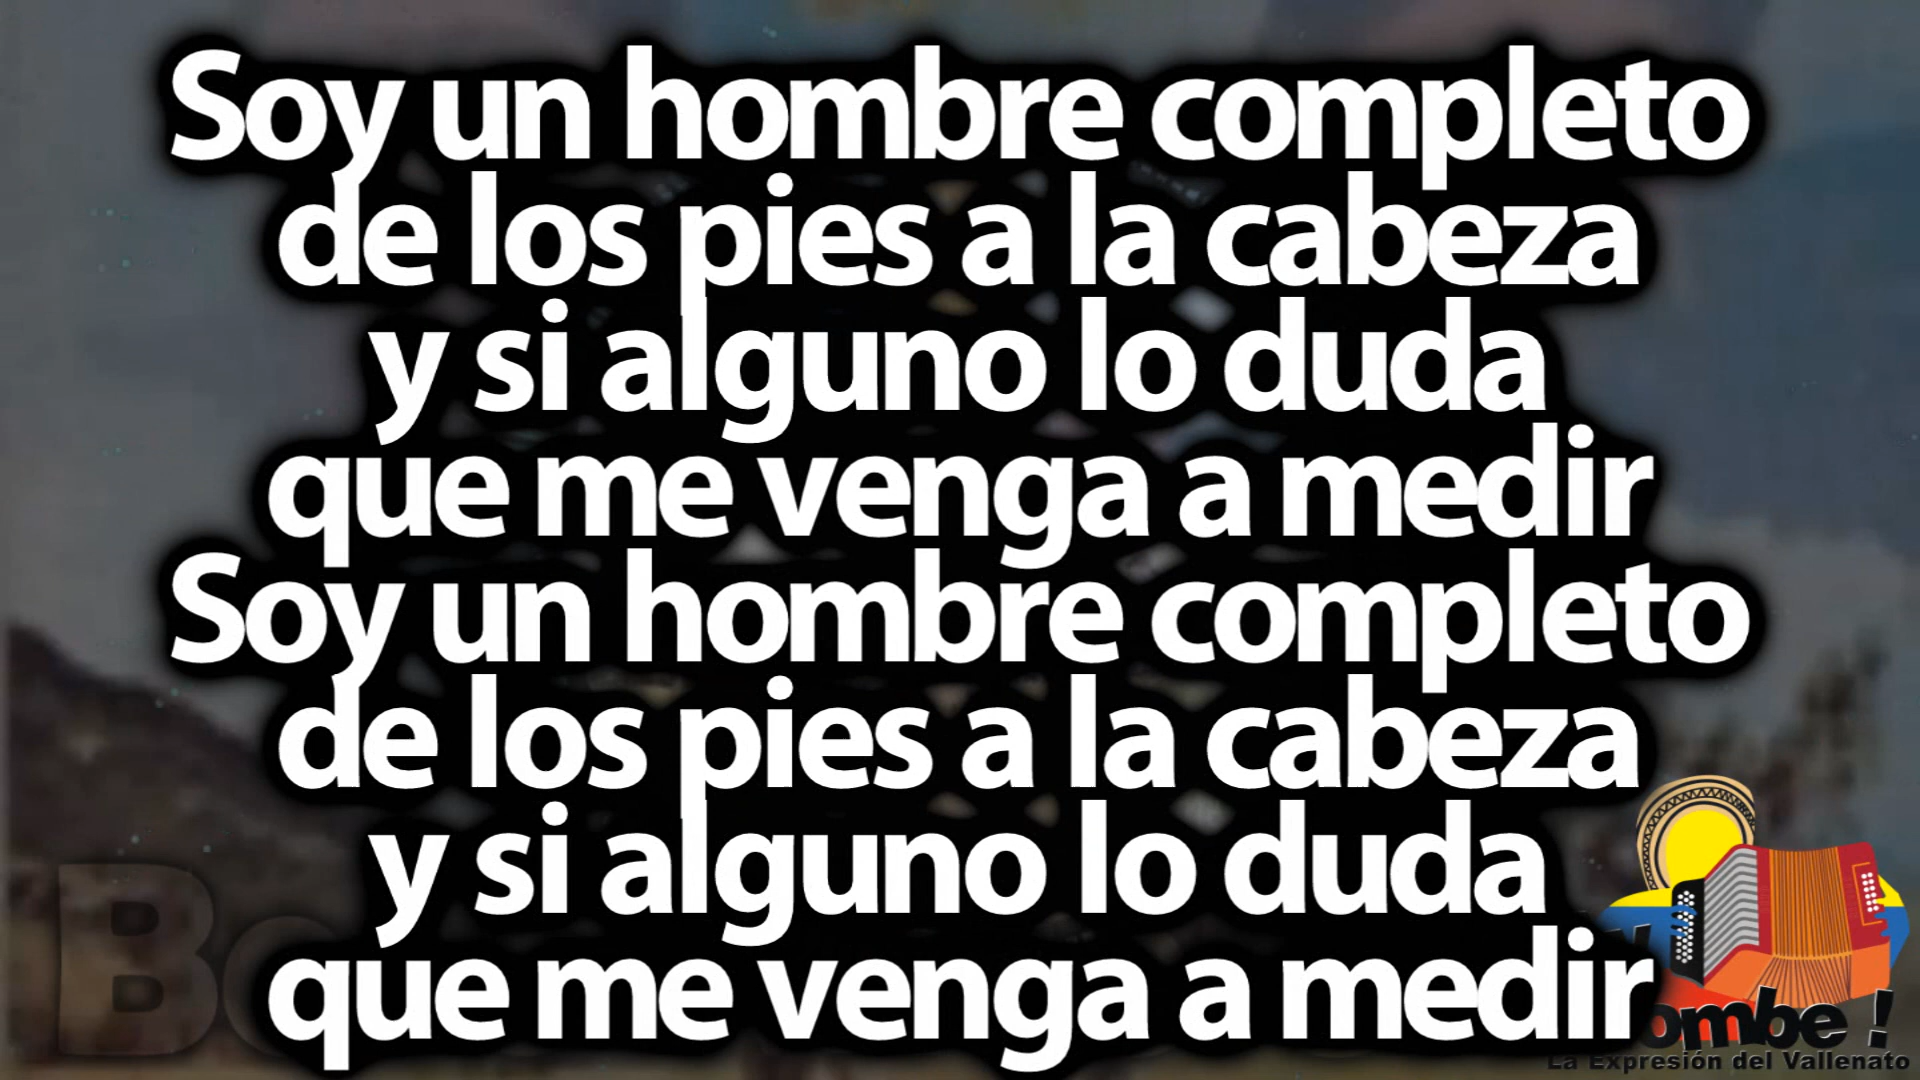 Soy un hombre completo
de los pies a la cabeza
y si alguno lo duda
que me venga a medir
Soy un hombre completo
de los pies a la cabeza
y si alguno lo duda
que me venga a medir
ombe !
La Expresión del Vallenato